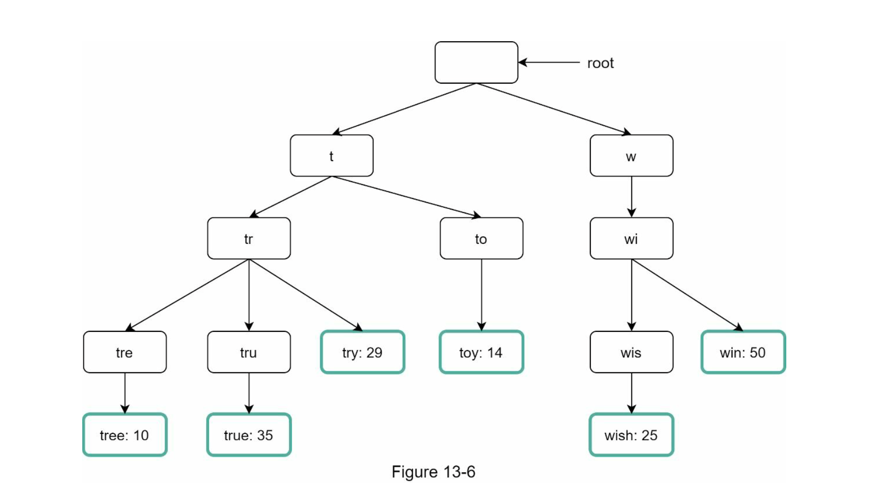 root
t
w
tr
to
wi
tre
tru
try: 29
toy: 14
wis
win: 50
tree: 10
true: 35
wish: 25
Figure 13-6